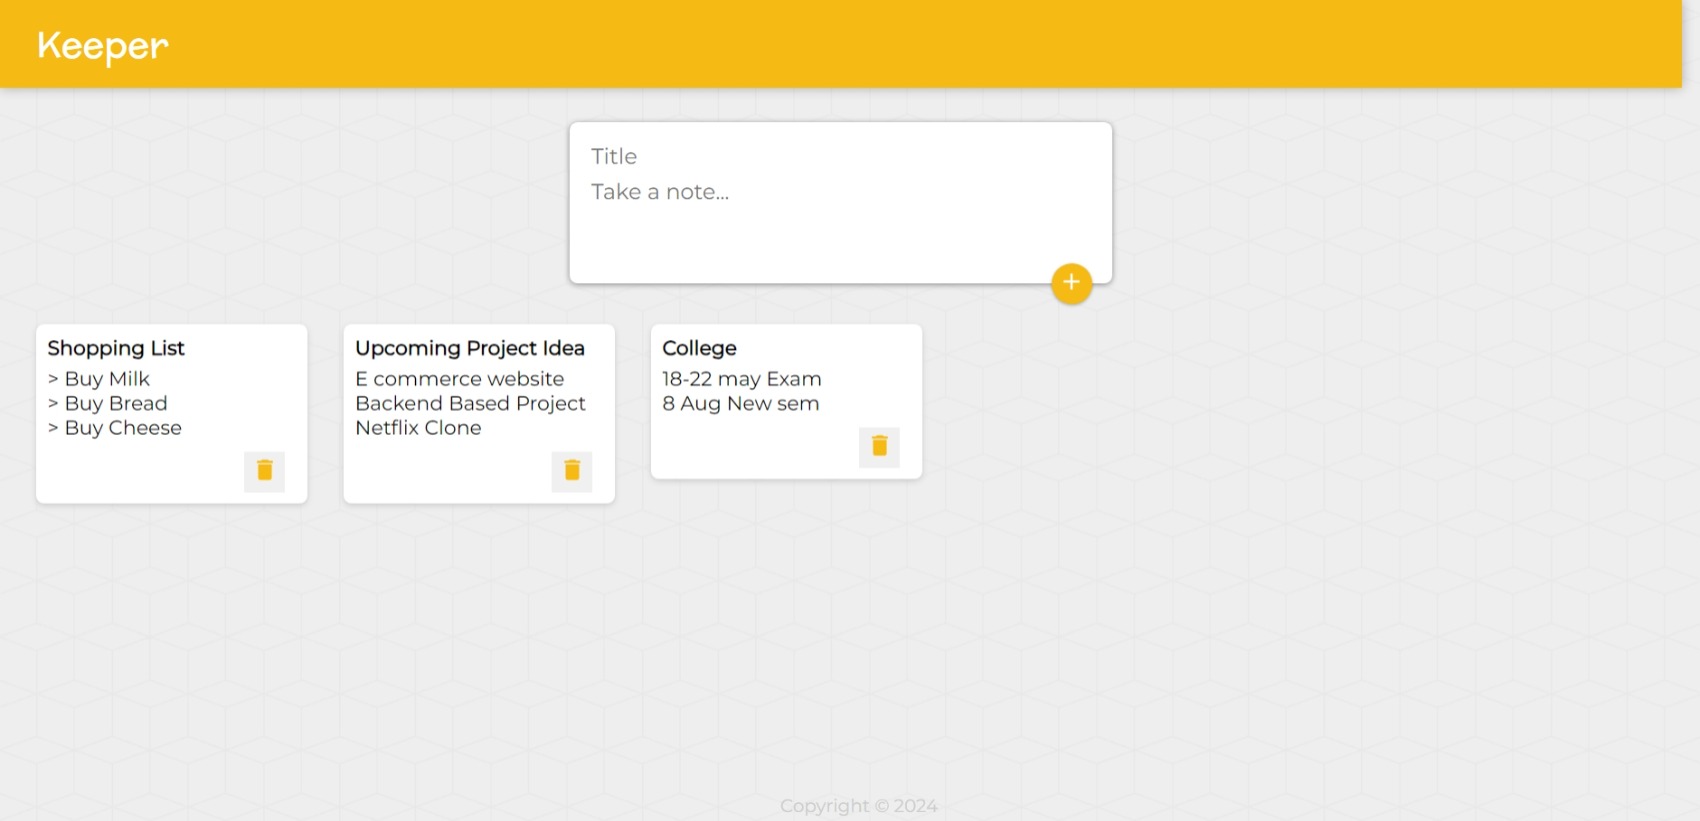 Keeper
Title
Take a note...
+
Shopping List
> Buy Milk
> Buy Bread
> Buy Cheese
Upcoming Project Idea
E commerce website
Backend Based Project
Netflix Clone
College
18-22 may Exam
8 Aug New sem
Copyright © 2024